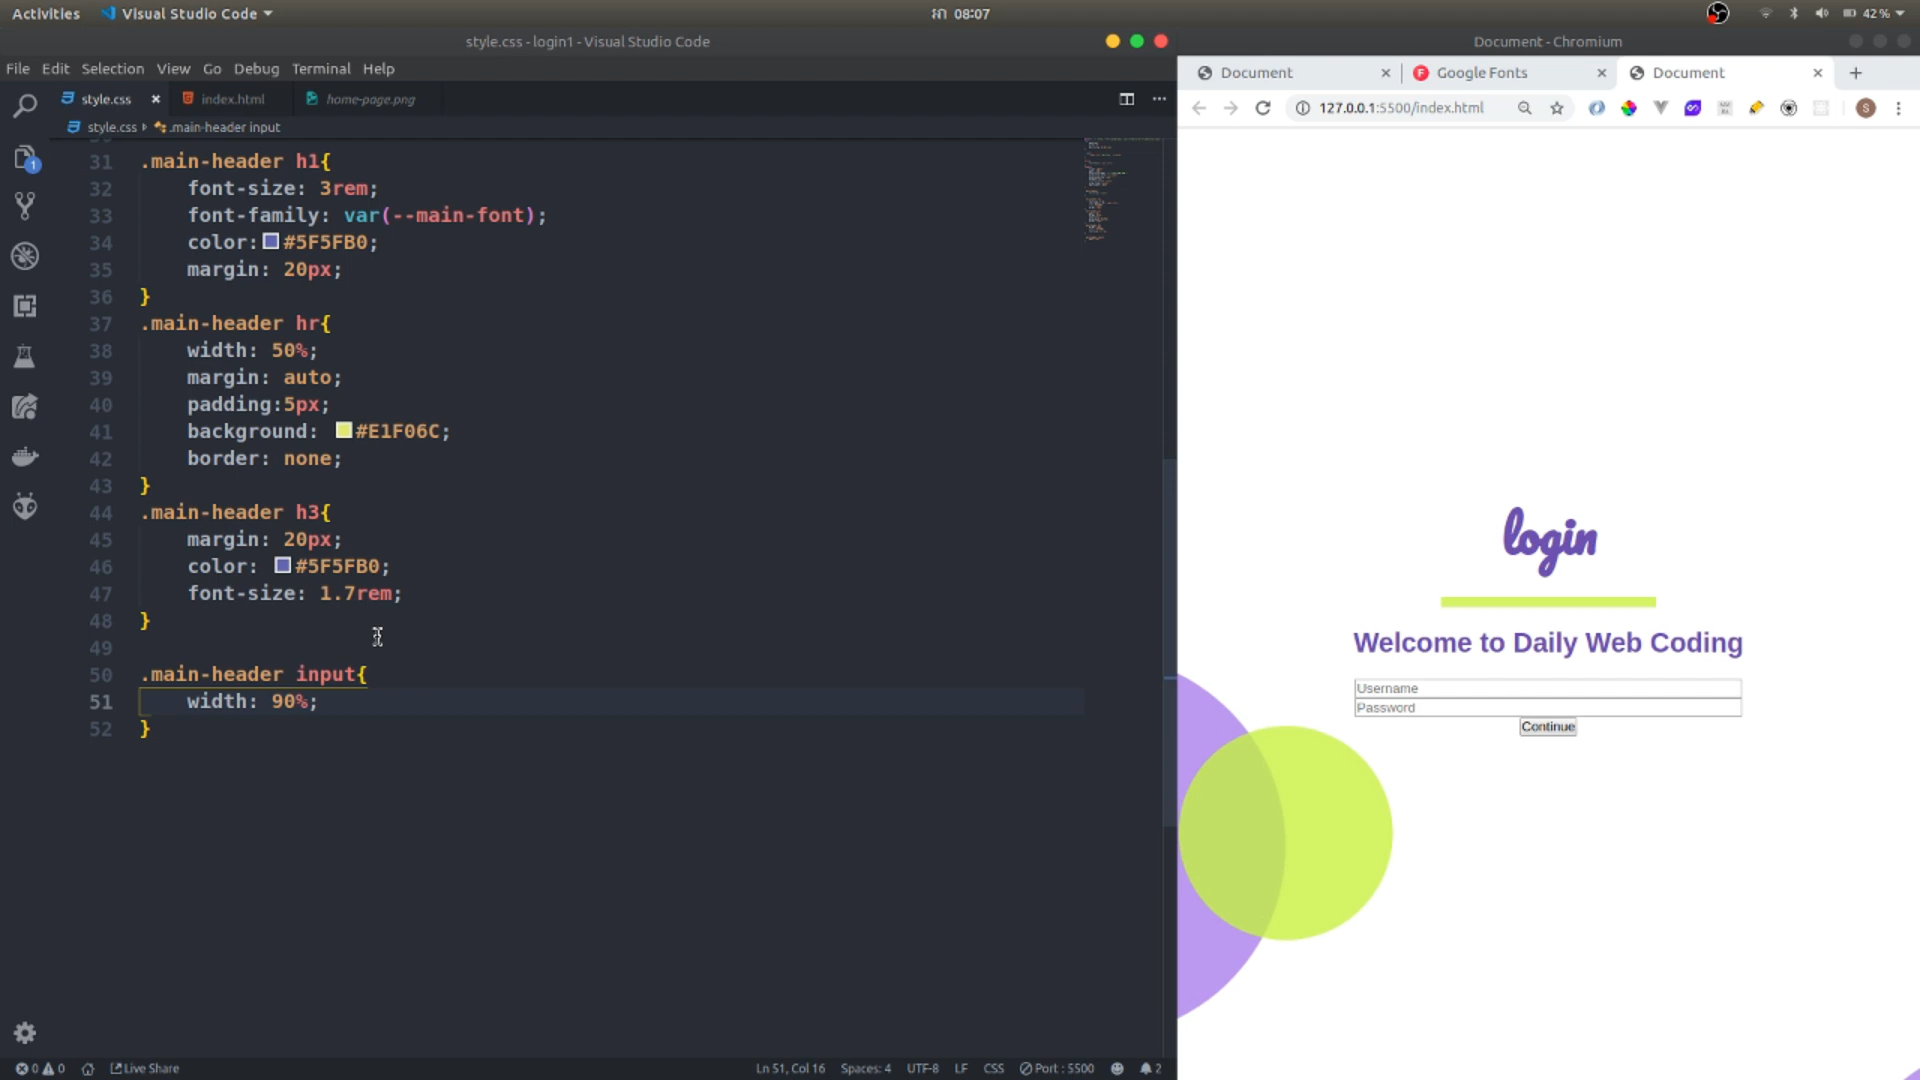 Activities Visual Studio Code 08:07 42 %
style.css - login1 - Visual Studio Code
Document - Chromium
File Edit Selection View Go Debug Terminal Help
Document Google Fonts Document
style.css index.html home-page.png
127.0.0.1:5500/index.html S
style.css .main-header input
1
31 .main-header h1{
32 font-size: 3rem;
33 font-family: var(--main-font);
34 color: #5F5FB0;
35 margin: 20px;
36 }
37 .main-header hr{
38 width: 50%;
39 margin: auto;
40 padding:5px;
41 background: #E1F06C;
42 border: none;
43 }
44 .main-header h3{
45 margin: 20px;
46 color: #5F5FB0;
47 font-size: 1.7rem;
48 }
49
50 .main-header input{
51 width: 90%;
52 }
login
Welcome to Daily Web Coding
Username
Password
Continue
0 0 Live Share Ln 51, Col 16 Spaces: 4 UTF-8 LF CSS Port : 5500 2